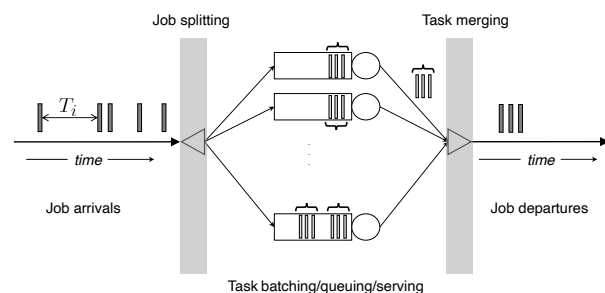 Job splitting
Task merging
T_i
time
time
Job arrivals
Job departures
Task batching/queuing/serving